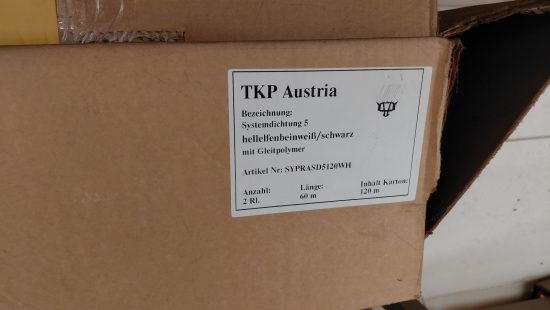 TKP Austria
Bezeichnung:
Systemdichtung 5
hellelfenbeinweiß/schwarz
mit Gleitpolymer
Artikel Nr: SYPRASD5120WH
Anzahl: Länge: Inhalt Karton:
2 Rl. 60 m 120 m